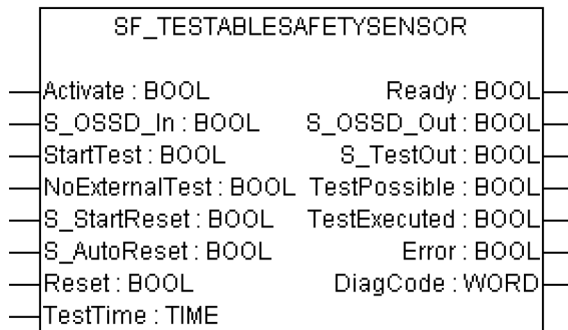 SF_TESTABLESAFETYSENSOR
Activate : BOOL Ready : BOOL
S_OSSD_In : BOOL S_OSSD_Out : BOOL
StartTest : BOOL S_TestOut : BOOL
NoExternalTest : BOOL TestPossible : BOOL
S_StartReset : BOOL TestExecuted : BOOL
S_AutoReset : BOOL Error : BOOL
Reset : BOOL DiagCode : WORD
TestTime : TIME